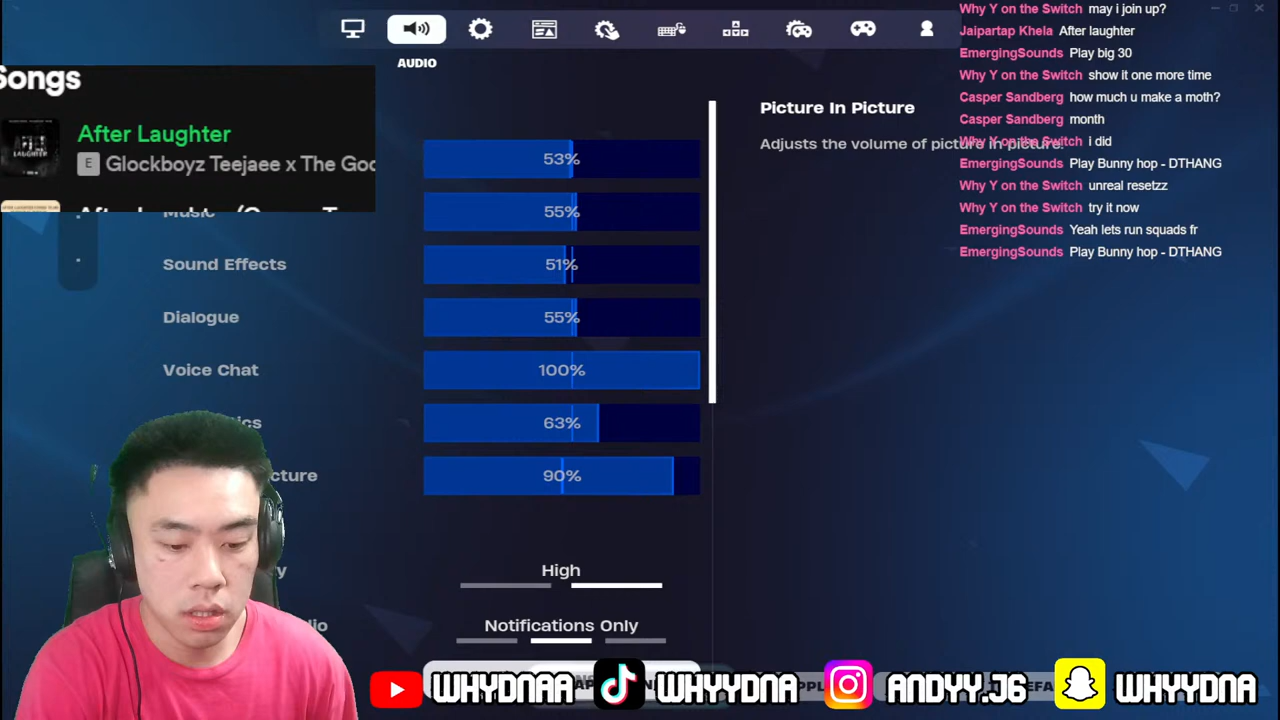 AUDIO
Songs
After Laughter
E Glockboyz Teejaee x The Goo
Music
53%
55%
Sound Effects
51%
Dialogue
55%
Voice Chat
100%
63%
90%
High
Notifications Only
Picture In Picture
Adjusts the volume of picture in picture.
Why Y on the Switch may i join up?
Jaipartap Khela After laughter
EmergingSounds Play big 30
Why Y on the Switch show it one more time
Casper Sandberg how much u make a moth?
Casper Sandberg month
Why Y on the Switch i did
EmergingSounds Play Bunny hop - DTHANG
Why Y on the Switch unreal resetzz
Why Y on the Switch try it now
EmergingSounds Yeah lets run squads fr
EmergingSounds Play Bunny hop - DTHANG
WHYDNAA
WHYYDNA
ANDYY.J6
WHYYDNA